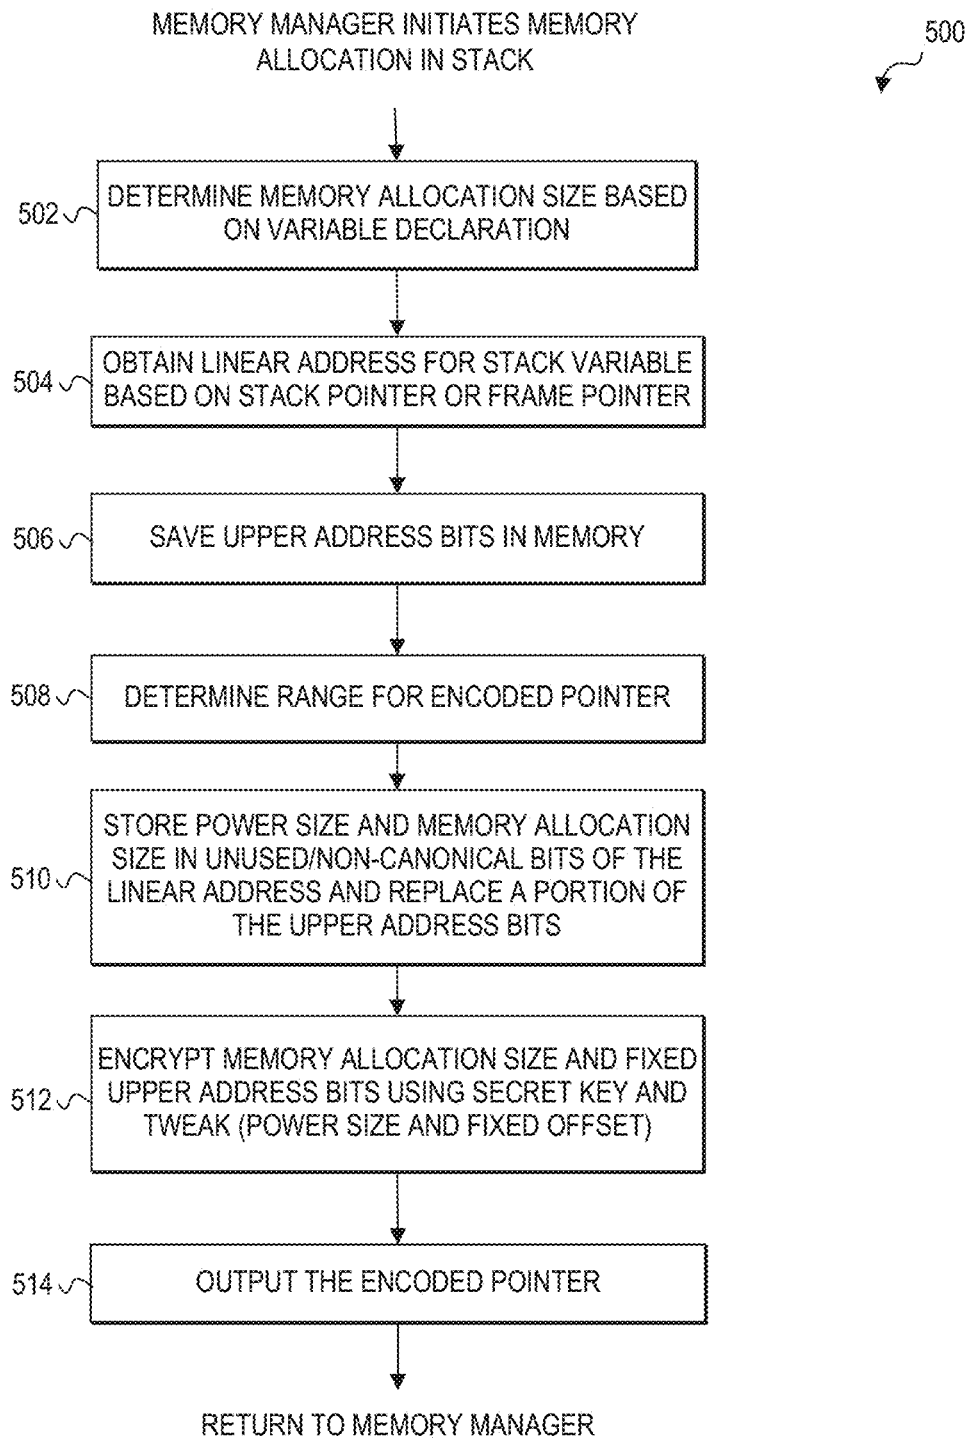 MEMORY MANAGER INITIATES MEMORY
ALLOCATION IN STACK
500
502
DETERMINE MEMORY ALLOCATION SIZE BASED
ON VARIABLE DECLARATION
504
OBTAIN LINEAR ADDRESS FOR STACK VARIABLE
BASED ON STACK POINTER OR FRAME POINTER
506
SAVE UPPER ADDRESS BITS IN MEMORY
508
DETERMINE RANGE FOR ENCODED POINTER
510
STORE POWER SIZE AND MEMORY ALLOCATION
SIZE IN UNUSED/NON-CANONICAL BITS OF THE
LINEAR ADDRESS AND REPLACE A PORTION OF
THE UPPER ADDRESS BITS
512
ENCRYPT MEMORY ALLOCATION SIZE AND FIXED
UPPER ADDRESS BITS USING SECRET KEY AND
TWEAK (POWER SIZE AND FIXED OFFSET)
514
OUTPUT THE ENCODED POINTER
RETURN TO MEMORY MANAGER